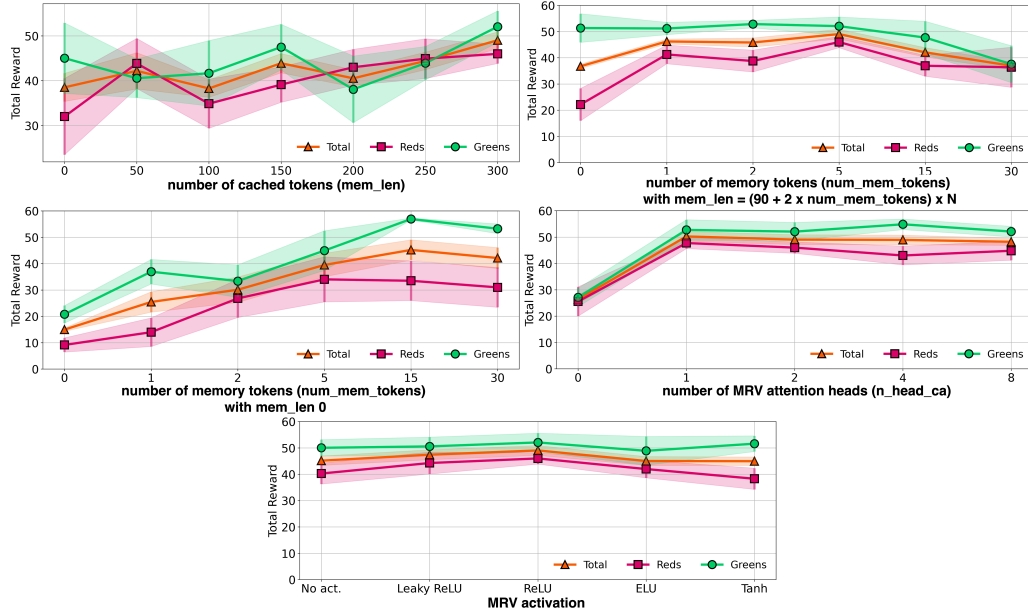 Total Reward
50
40
30
Total Reds Greens
0 50 100 150 200 250 300
number of cached tokens (mem_len)
Total Reward
60
50
40
30
20
10
0
Total Reds Greens
0 1 2 5 15 30
number of memory tokens (num_mem_tokens)
with mem_len = (90 + 2 x num_mem_tokens) x N
Total Reward
60
50
40
30
20
10
0
Total Reds Greens
0 1 2 5 15 30
number of memory tokens (num_mem_tokens)
with mem_len 0
Total Reward
60
50
40
30
20
10
0
Total Reds Greens
0 1 2 4 8
number of MRV attention heads (n_head_ca)
Total Reward
60
50
40
30
20
10
0
Total Reds Greens
No act. Leaky ReLU ReLU ELU Tanh
MRV activation